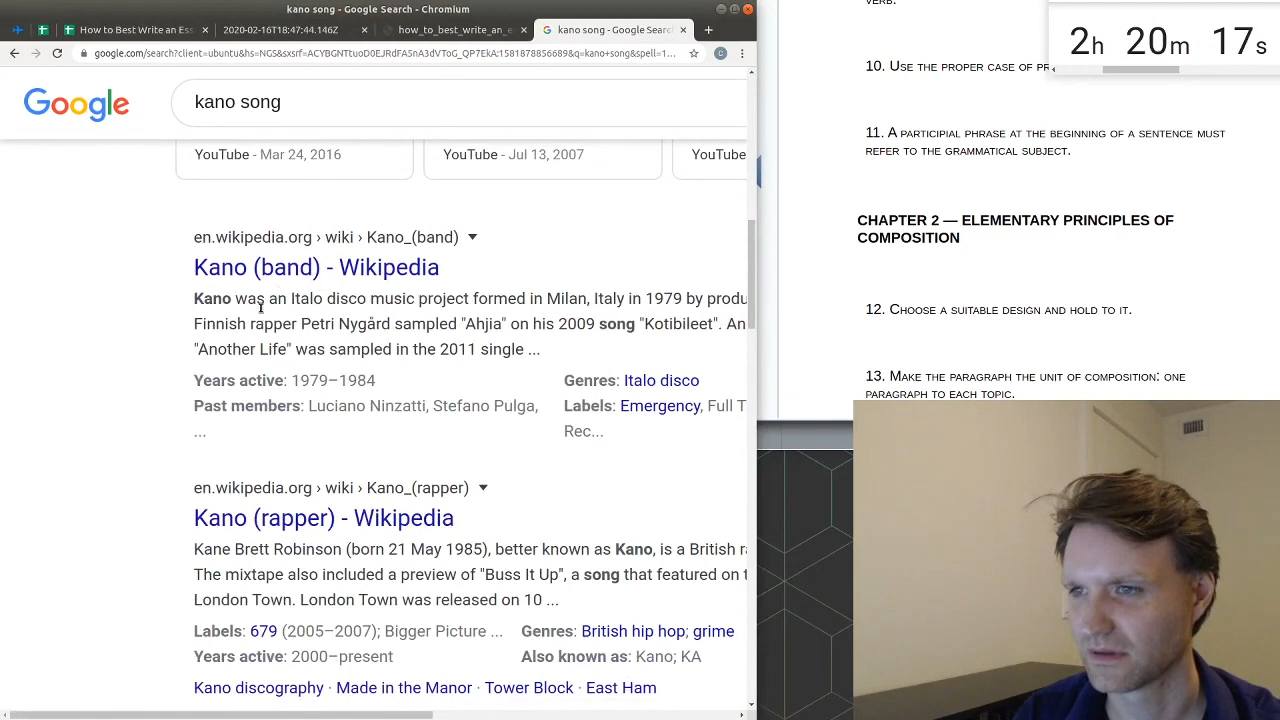 kano song - Google Search - Chromium
How to Best Write an Ess
2020-02-16T18:47:44.146Z
how_to_best_write_an_e
kano song - Google Searc
google.com/search?client=ubuntu&hs=NGS&sxsrf=ACYBGNTtuoD0EJRdFA5nA3dVToG_QP7EkA:1581878856689&q=kano+song&spell=1...
Google
kano song
YouTube - Mar 24, 2016
YouTube - Jul 13, 2007
YouTube
en.wikipedia.org › wiki › Kano_(band)
Kano (band) - Wikipedia
Kano was an Italo disco music project formed in Milan, Italy in 1979 by produ
Finnish rapper Petri Nygård sampled "Ahjia" on his 2009 song "Kotibileet". An
"Another Life" was sampled in the 2011 single ...
Years active: 1979–1984
Genres: Italo disco
Past members: Luciano Ninzatti, Stefano Pulga,
Labels: Emergency, Full T
...
Rec...
en.wikipedia.org › wiki › Kano_(rapper)
Kano (rapper) - Wikipedia
Kane Brett Robinson (born 21 May 1985), better known as Kano, is a British ra
The mixtape also included a preview of "Buss It Up", a song that featured on t
London Town. London Town was released on 10 ...
Labels: 679 (2005–2007); Bigger Picture ...
Genres: British hip hop; grime
Years active: 2000–present
Also known as: Kano; KA
Kano discography · Made in the Manor · Tower Block · East Ham
VERB.
2h 20m 17s
10. USE THE PROPER CASE OF PR
11. A PARTICIPIAL PHRASE AT THE BEGINNING OF A SENTENCE MUST
REFER TO THE GRAMMATICAL SUBJECT.
CHAPTER 2 — ELEMENTARY PRINCIPLES OF
COMPOSITION
12. CHOOSE A SUITABLE DESIGN AND HOLD TO IT.
13. MAKE THE PARAGRAPH THE UNIT OF COMPOSITION: ONE
PARAGRAPH TO EACH TOPIC.